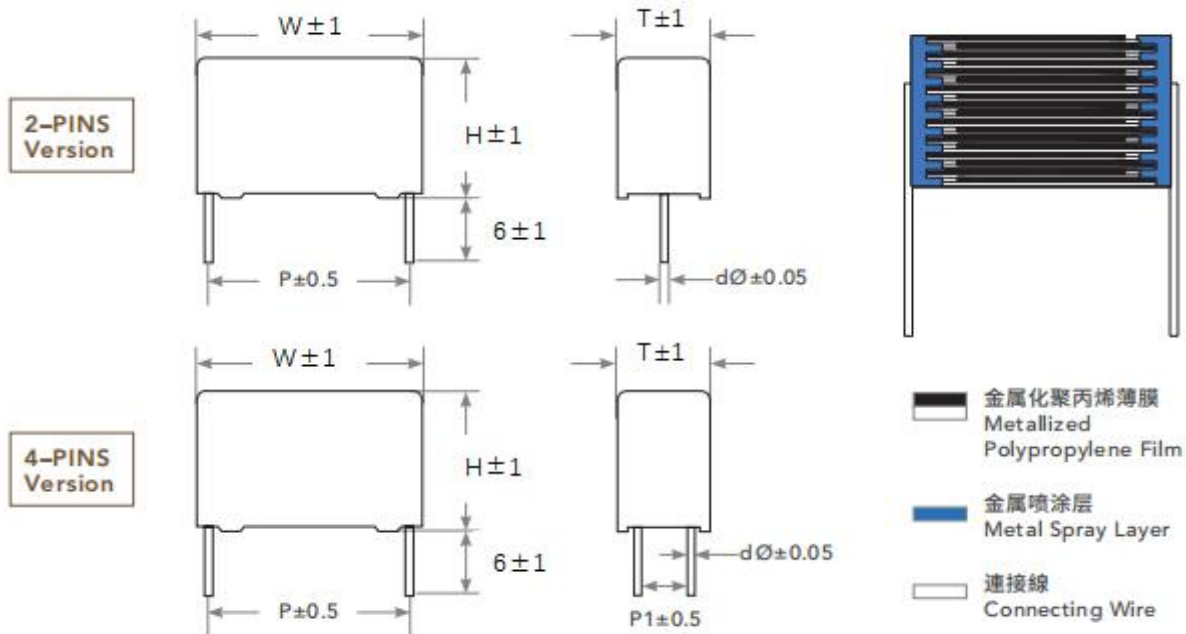 W±1
T±1
2–PINS
Version
H±1
6±1
P±0.5
dØ±0.05
W±1
T±1
4–PINS
Version
H±1
6±1
dØ±0.05
P±0.5
P1±0.5
金属化聚丙烯薄膜
Metallized
Polypropylene Film
金属喷涂层
Metal Spray Layer
連接線
Connecting Wire